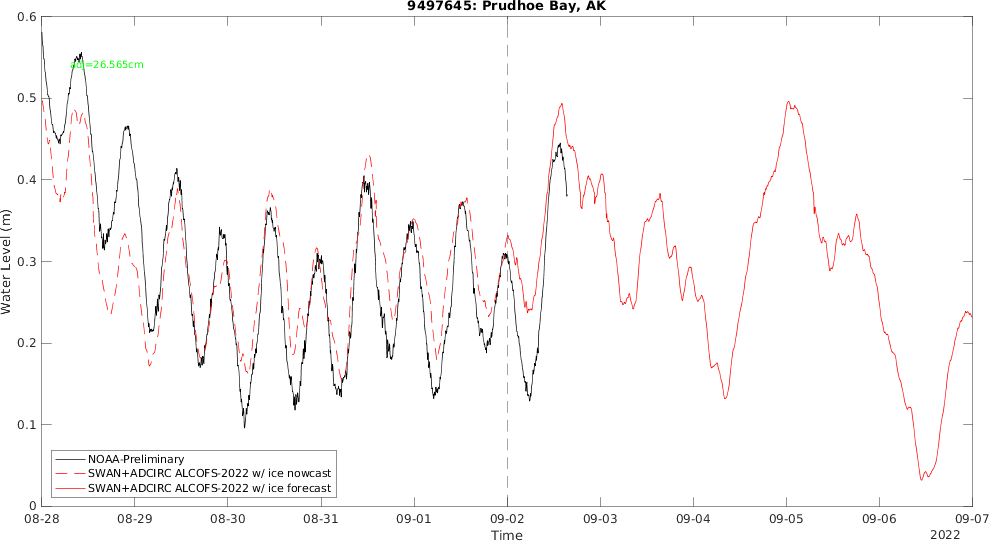 9497645: Prudhoe Bay, AK
0.6
0.5
0.4
0.3
0.2
0.1
0
Water Level (m)
adj=26.565cm
NOAA-Preliminary
SWAN+ADCIRC ALCOFS-2022 w/ ice nowcast
SWAN+ADCIRC ALCOFS-2022 w/ ice forecast
08-28 08-29 08-30 08-31 09-01 09-02 09-03 09-04 09-05 09-06 09-07
Time
2022